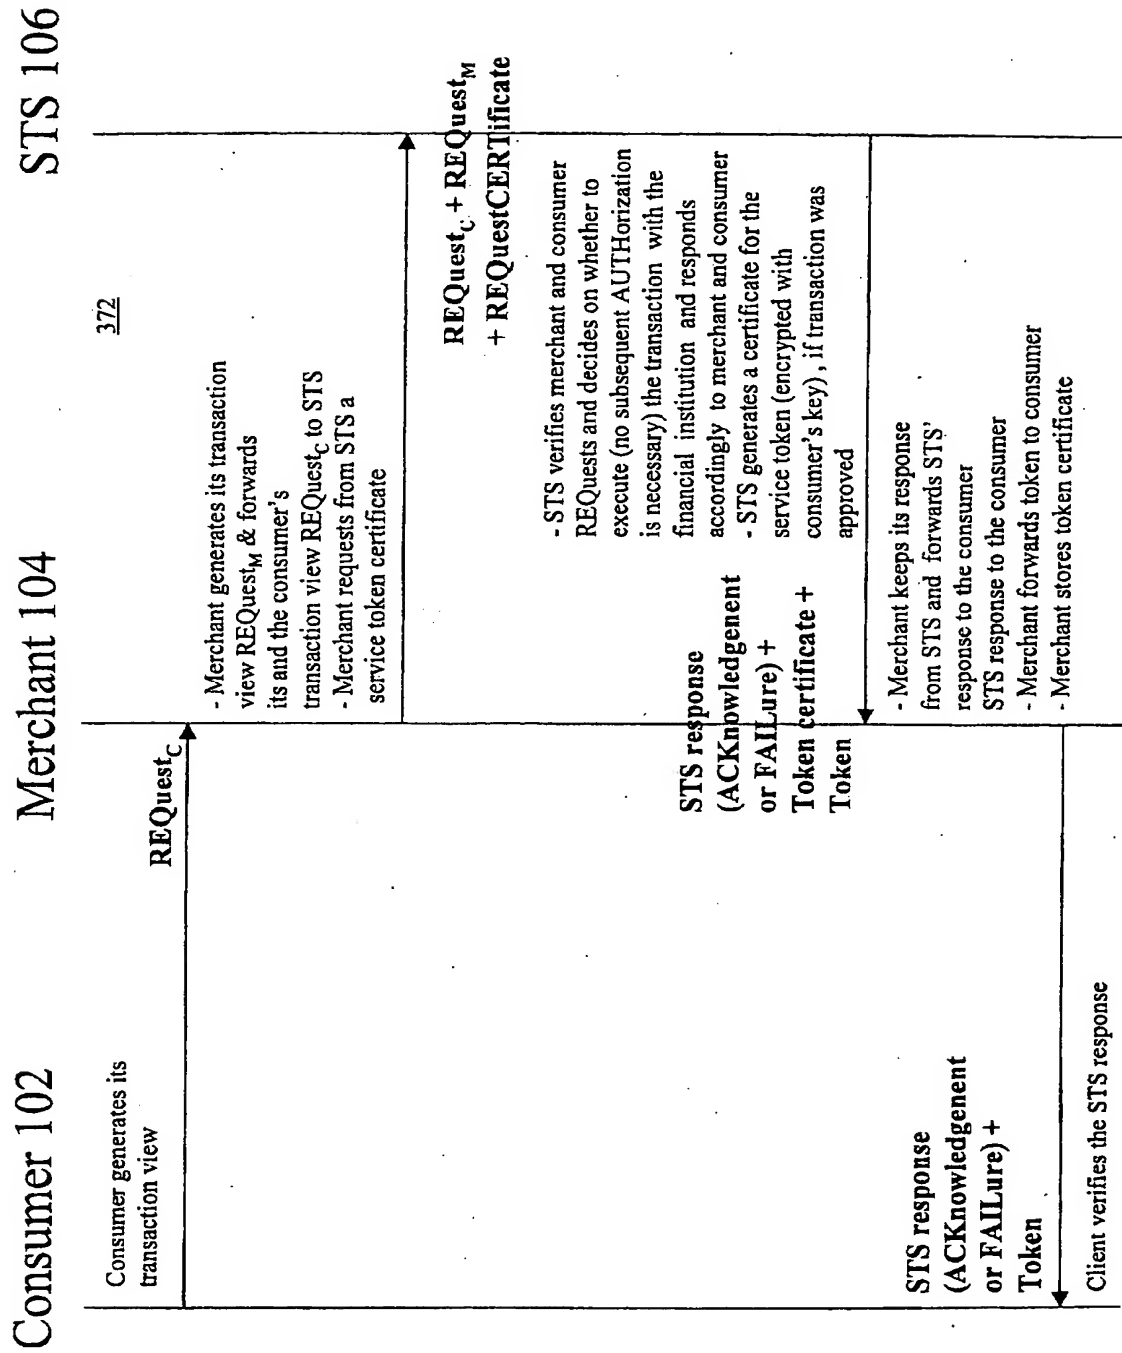 Consumer 102
Merchant 104
STS 106
372
Consumer generates its
transaction view
REQuestC
- Merchant generates its transaction
view REQuestM & forwards
its and the consumer's
transaction view REQuestC to STS
- Merchant requests from STS a
service token certificate
REQuestC + REQuestM
+ REQuestCERTificate
- STS verifies merchant and consumer
REQuests and decides on whether to
execute (no subsequent AUTHorization
is necessary) the transaction with the
financial institution and responds
accordingly to merchant and consumer
- STS generates a certificate for the
service token (encrypted with
consumer's key), if transaction was
approved
STS response
(ACKnowledgenent
or FAILure) +
Token certificate +
Token
- Merchant keeps its response
from STS and forwards STS'
response to the consumer
STS response to the consumer
- Merchant forwards token to consumer
- Merchant stores token certificate
STS response
(ACKnowledgenent
or FAILure) +
Token
Client verifies the STS response